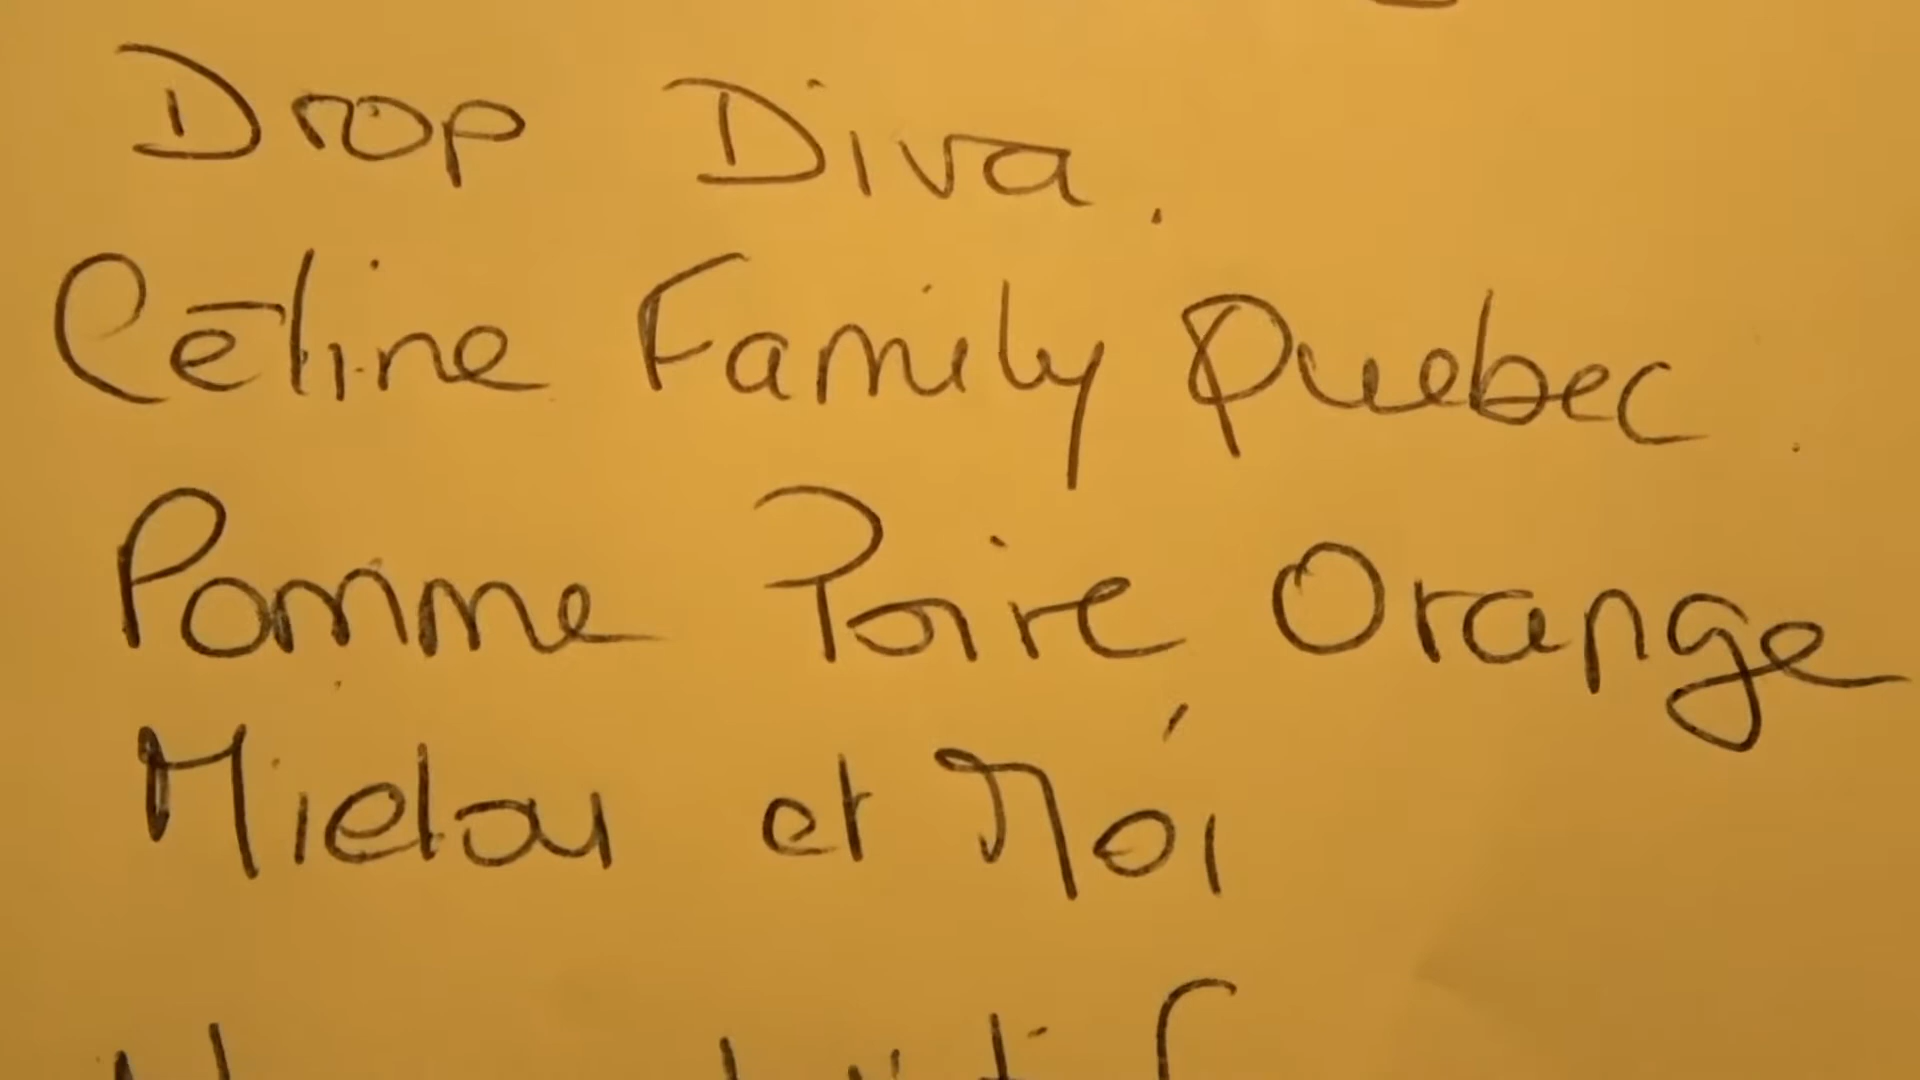 Drop Diva.
Céline Family Quebec.
Pomme Poire Orange
Mielou et Moi